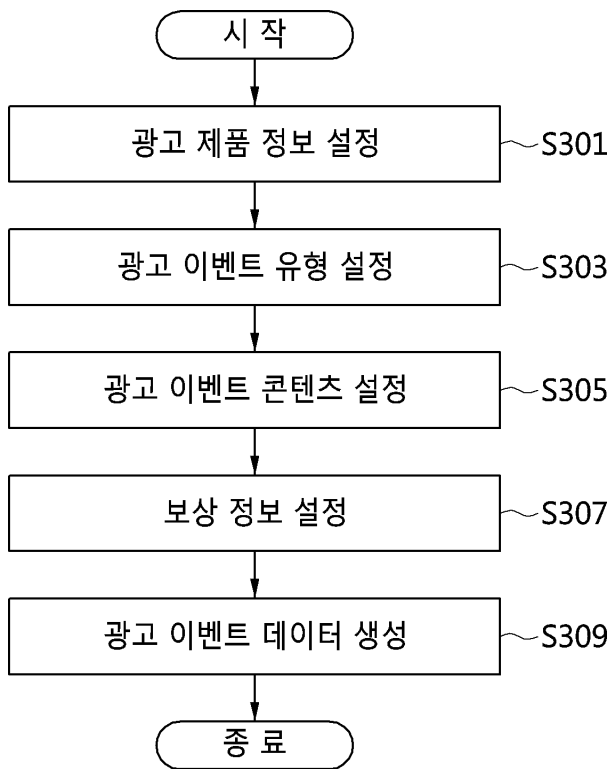 시 작
광고 제품 정보 설정 S301
광고 이벤트 유형 설정 S303
광고 이벤트 콘텐츠 설정 S305
보상 정보 설정 S307
광고 이벤트 데이터 생성 S309
종 료